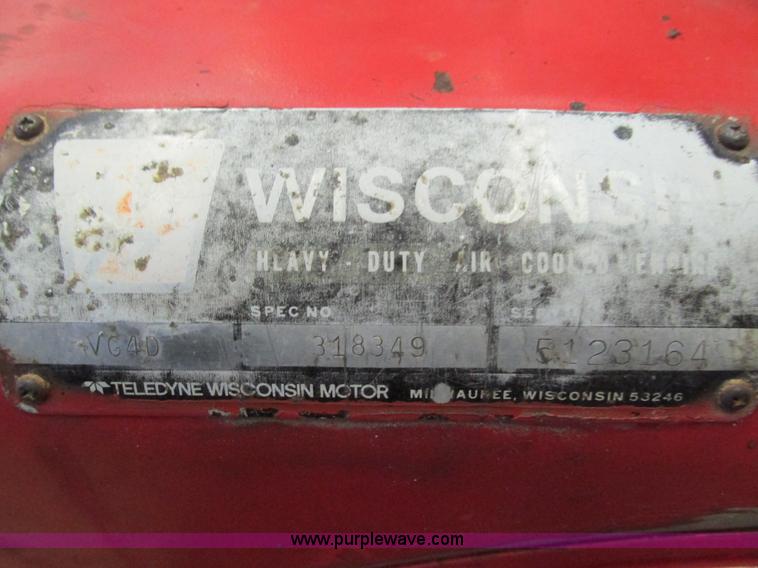 WISCONSIN
HEAVY - DUTY AIR COOLED ENGINE
SPEC NO
VG4D 318349 5123164
TELEDYNE WISCONSIN MOTOR MILWAUKEE, WISCONSIN 53246
www.purplewave.com